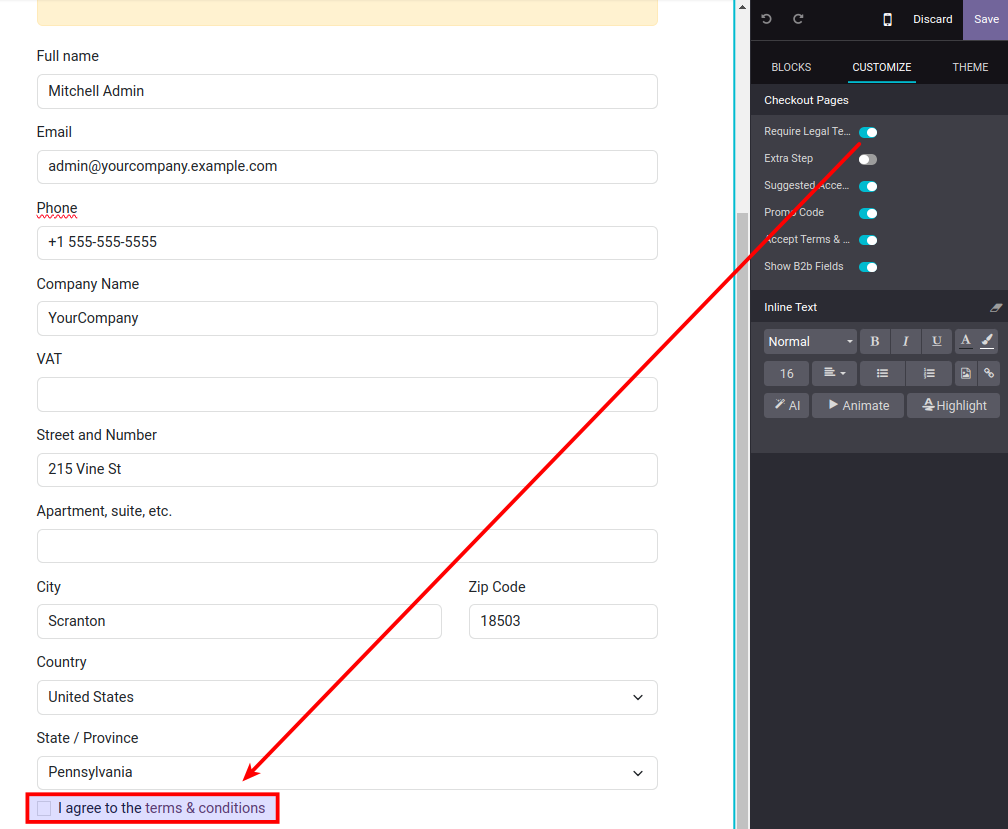 Full name
Mitchell Admin
Email
admin@yourcompany.example.com
Phone
+1 555-555-5555
Company Name
YourCompany
VAT
Street and Number
215 Vine St
Apartment, suite, etc.
City
Zip Code
Scranton
18503
Country
United States
State / Province
Pennsylvania
I agree to the terms & conditions
Discard
Save
BLOCKS
CUSTOMIZE
THEME
Checkout Pages
Require Legal Te...
Extra Step
Suggested Acce...
Promo Code
Accept Terms & ...
Show B2b Fields
Inline Text
Normal
B
I
U
A
16
AI
Animate
A Highlight